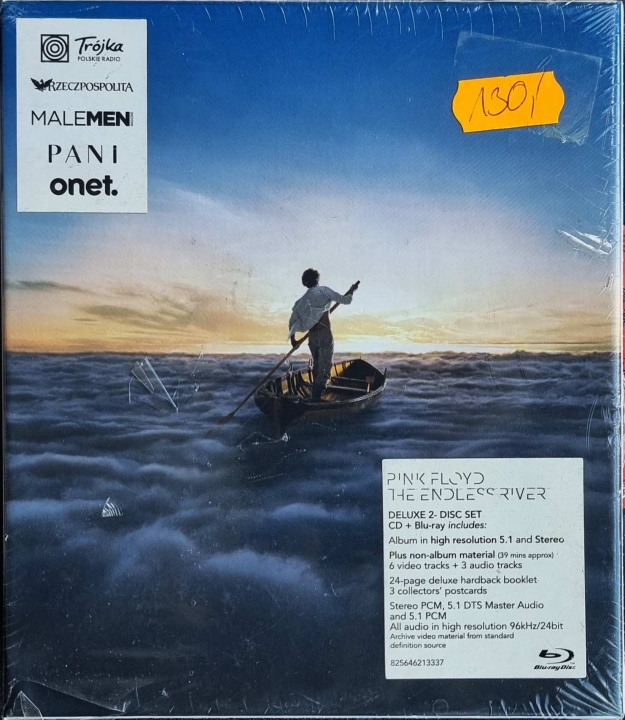 Trójka
POLSKIE RADIO
RZECZPOSPOLITA
MALEMEN
PANI
onet.
130,-
PINK FLOYD
THE ENDLESS RIVER
DELUXE 2- DISC SET
CD + Blu-ray includes:
Album in high resolution 5.1 and Stereo
Plus non-album material (39 mins approx)
6 video tracks + 3 audio tracks
24-page deluxe hardback booklet
3 collectors' postcards
Stereo PCM, 5.1 DTS Master Audio
and 5.1 PCM
All audio in high resolution 96kHz/24bit
Archive video material from standard
definition source
825646213337
Blu-ray Disc